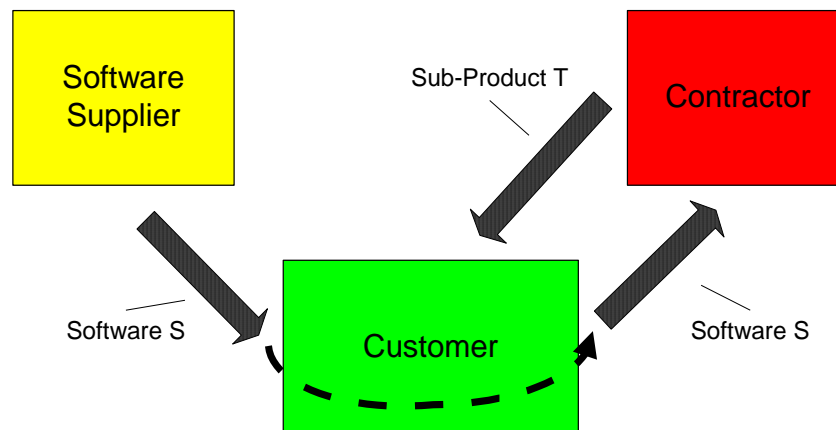 Software
Supplier
Sub-Product T
Contractor
Software S
Customer
Software S